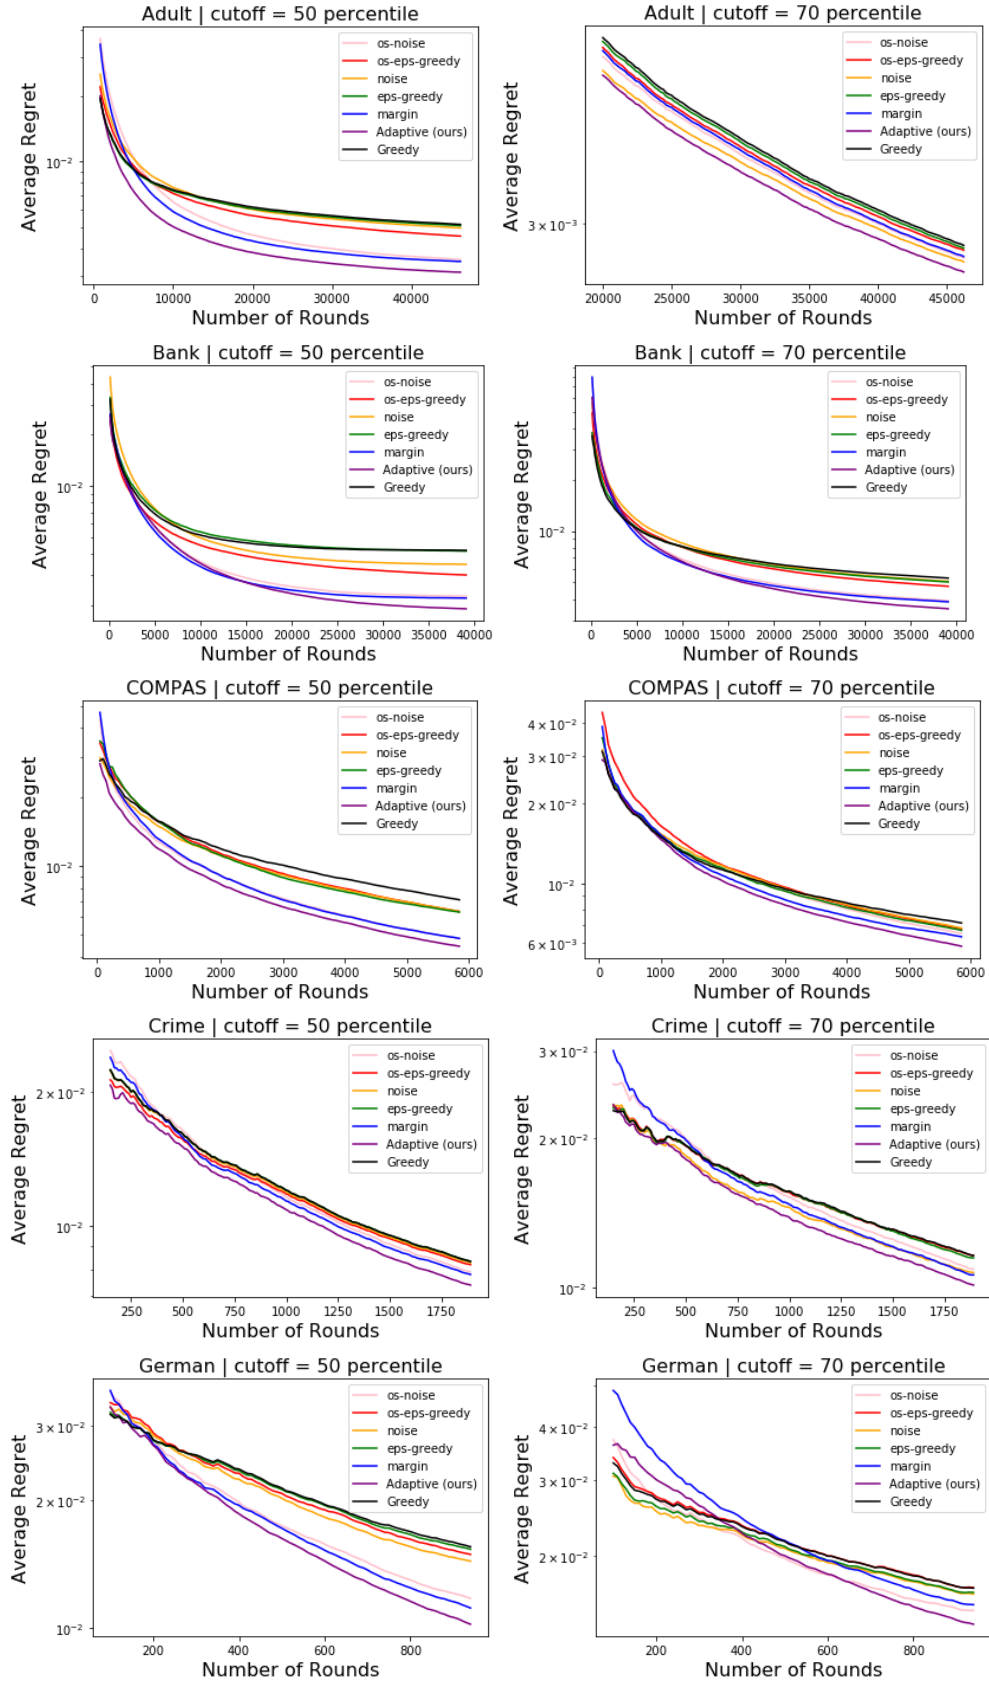 Adult | cutoff = 50 percentile
Average Regret
10⁻²
os-noise
os-eps-greedy
noise
eps-greedy
margin
Adaptive (ours)
Greedy
0 10000 20000 30000 40000
Number of Rounds
Adult | cutoff = 70 percentile
Average Regret
3 × 10⁻³
os-noise
os-eps-greedy
noise
eps-greedy
margin
Adaptive (ours)
Greedy
20000 25000 30000 35000 40000 45000
Number of Rounds
Bank | cutoff = 50 percentile
Average Regret
10⁻²
os-noise
os-eps-greedy
noise
eps-greedy
margin
Adaptive (ours)
Greedy
0 5000 10000 15000 20000 25000 30000 35000 40000
Number of Rounds
Bank | cutoff = 70 percentile
Average Regret
10⁻²
os-noise
os-eps-greedy
noise
eps-greedy
margin
Adaptive (ours)
Greedy
0 5000 10000 15000 20000 25000 30000 35000 40000
Number of Rounds
COMPAS | cutoff = 50 percentile
Average Regret
10⁻²
os-noise
os-eps-greedy
noise
eps-greedy
margin
Adaptive (ours)
Greedy
0 1000 2000 3000 4000 5000 6000
Number of Rounds
COMPAS | cutoff = 70 percentile
Average Regret
4 × 10⁻²
3 × 10⁻²
2 × 10⁻²
10⁻²
6 × 10⁻³
os-noise
os-eps-greedy
noise
eps-greedy
margin
Adaptive (ours)
Greedy
0 1000 2000 3000 4000 5000 6000
Number of Rounds
Crime | cutoff = 50 percentile
Average Regret
2 × 10⁻²
10⁻²
os-noise
os-eps-greedy
noise
eps-greedy
margin
Adaptive (ours)
Greedy
250 500 750 1000 1250 1500 1750
Number of Rounds
Crime | cutoff = 70 percentile
Average Regret
3 × 10⁻²
2 × 10⁻²
10⁻²
os-noise
os-eps-greedy
noise
eps-greedy
margin
Adaptive (ours)
Greedy
250 500 750 1000 1250 1500 1750
Number of Rounds
German | cutoff = 50 percentile
Average Regret
3 × 10⁻²
2 × 10⁻²
10⁻²
os-noise
os-eps-greedy
noise
eps-greedy
margin
Adaptive (ours)
Greedy
200 400 600 800
Number of Rounds
German | cutoff = 70 percentile
Average Regret
4 × 10⁻²
3 × 10⁻²
2 × 10⁻²
os-noise
os-eps-greedy
noise
eps-greedy
margin
Adaptive (ours)
Greedy
200 400 600 800
Number of Rounds